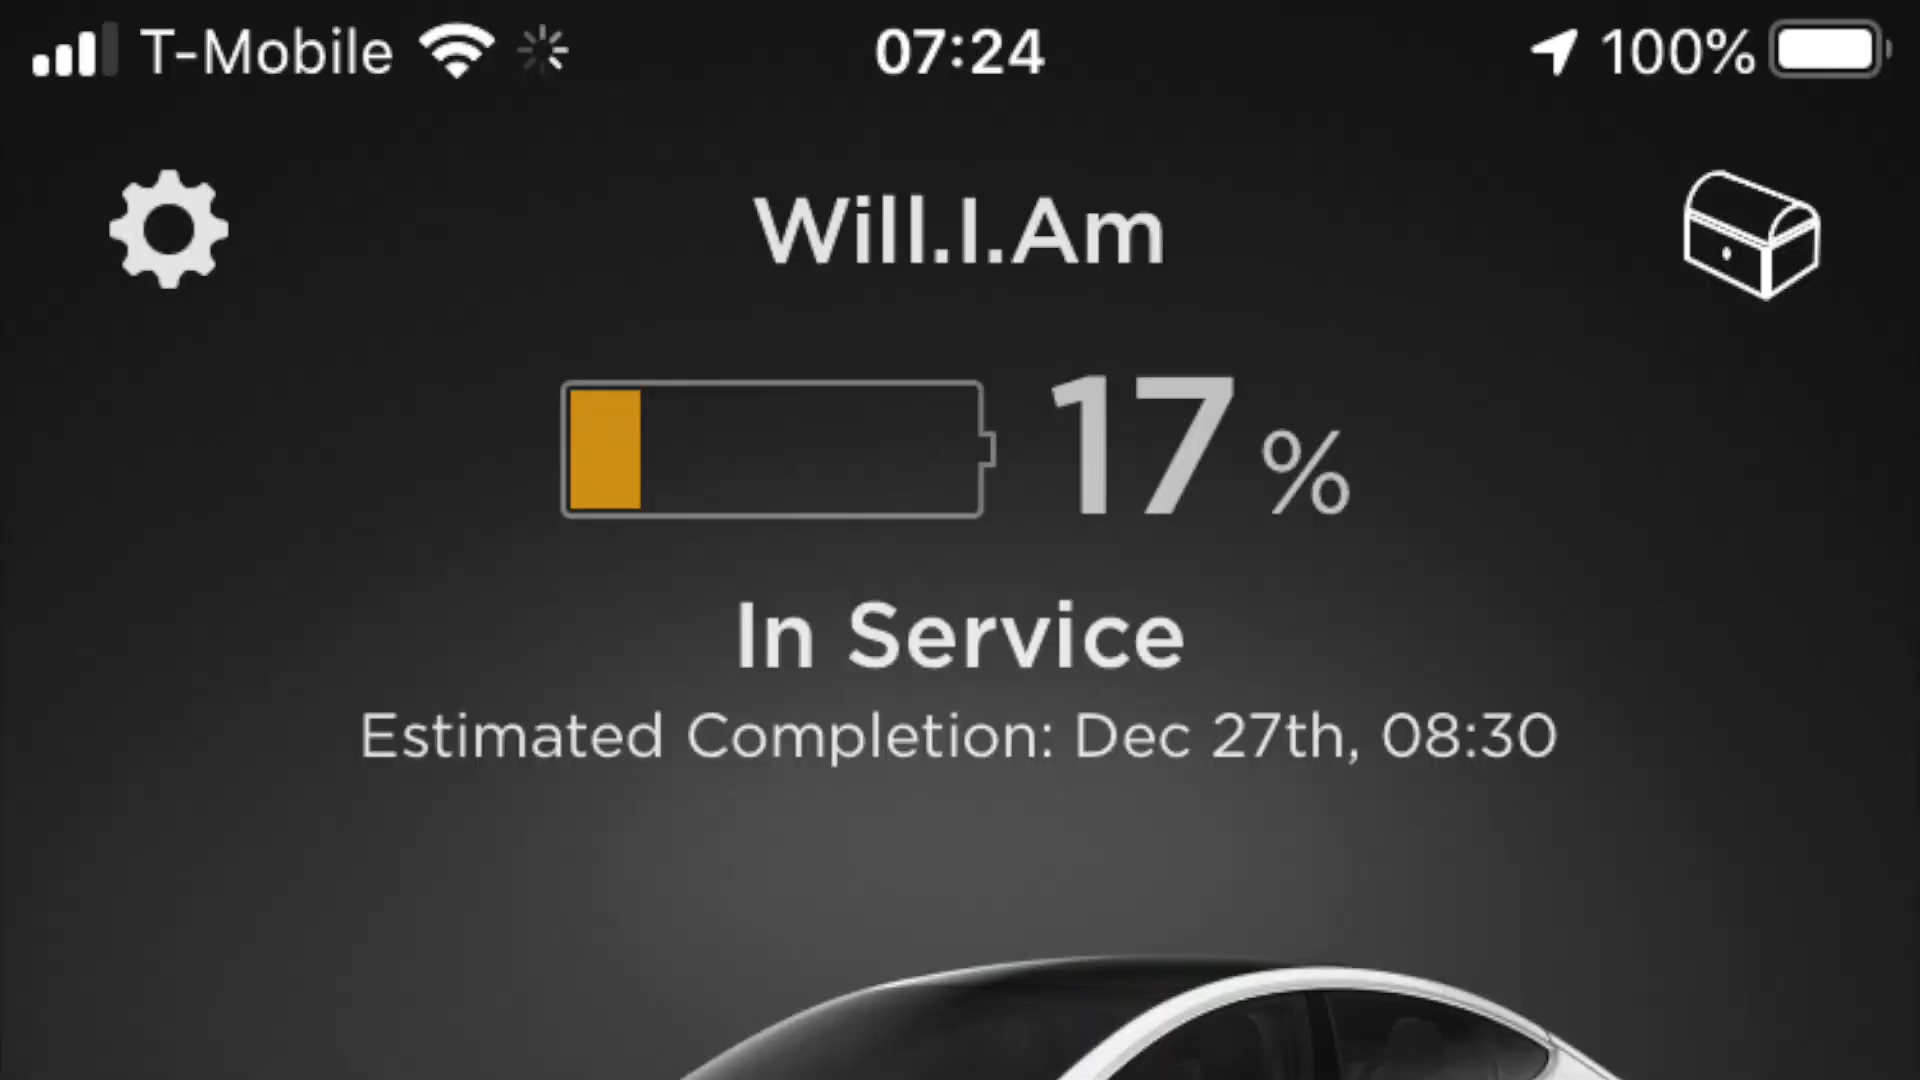 T-Mobile 07:24 100%
Will.I.Am
17 %
In Service
Estimated Completion: Dec 27th, 08:30